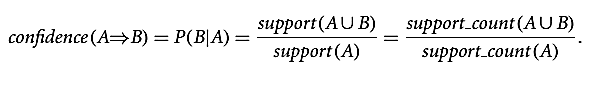 confidence(A⇒B) = P(B|A) = support(A ∪ B) / support(A) = support_count(A ∪ B) / support_count(A).